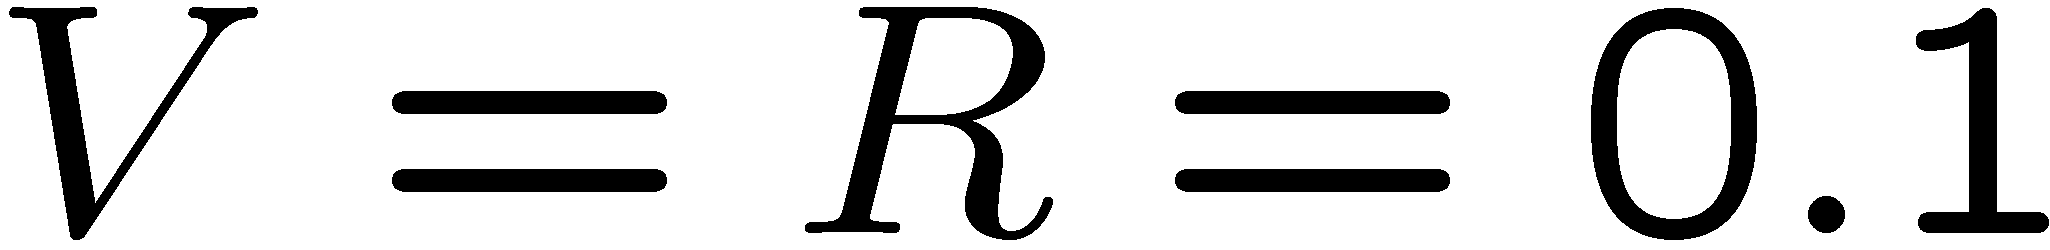 V = R = 0.1